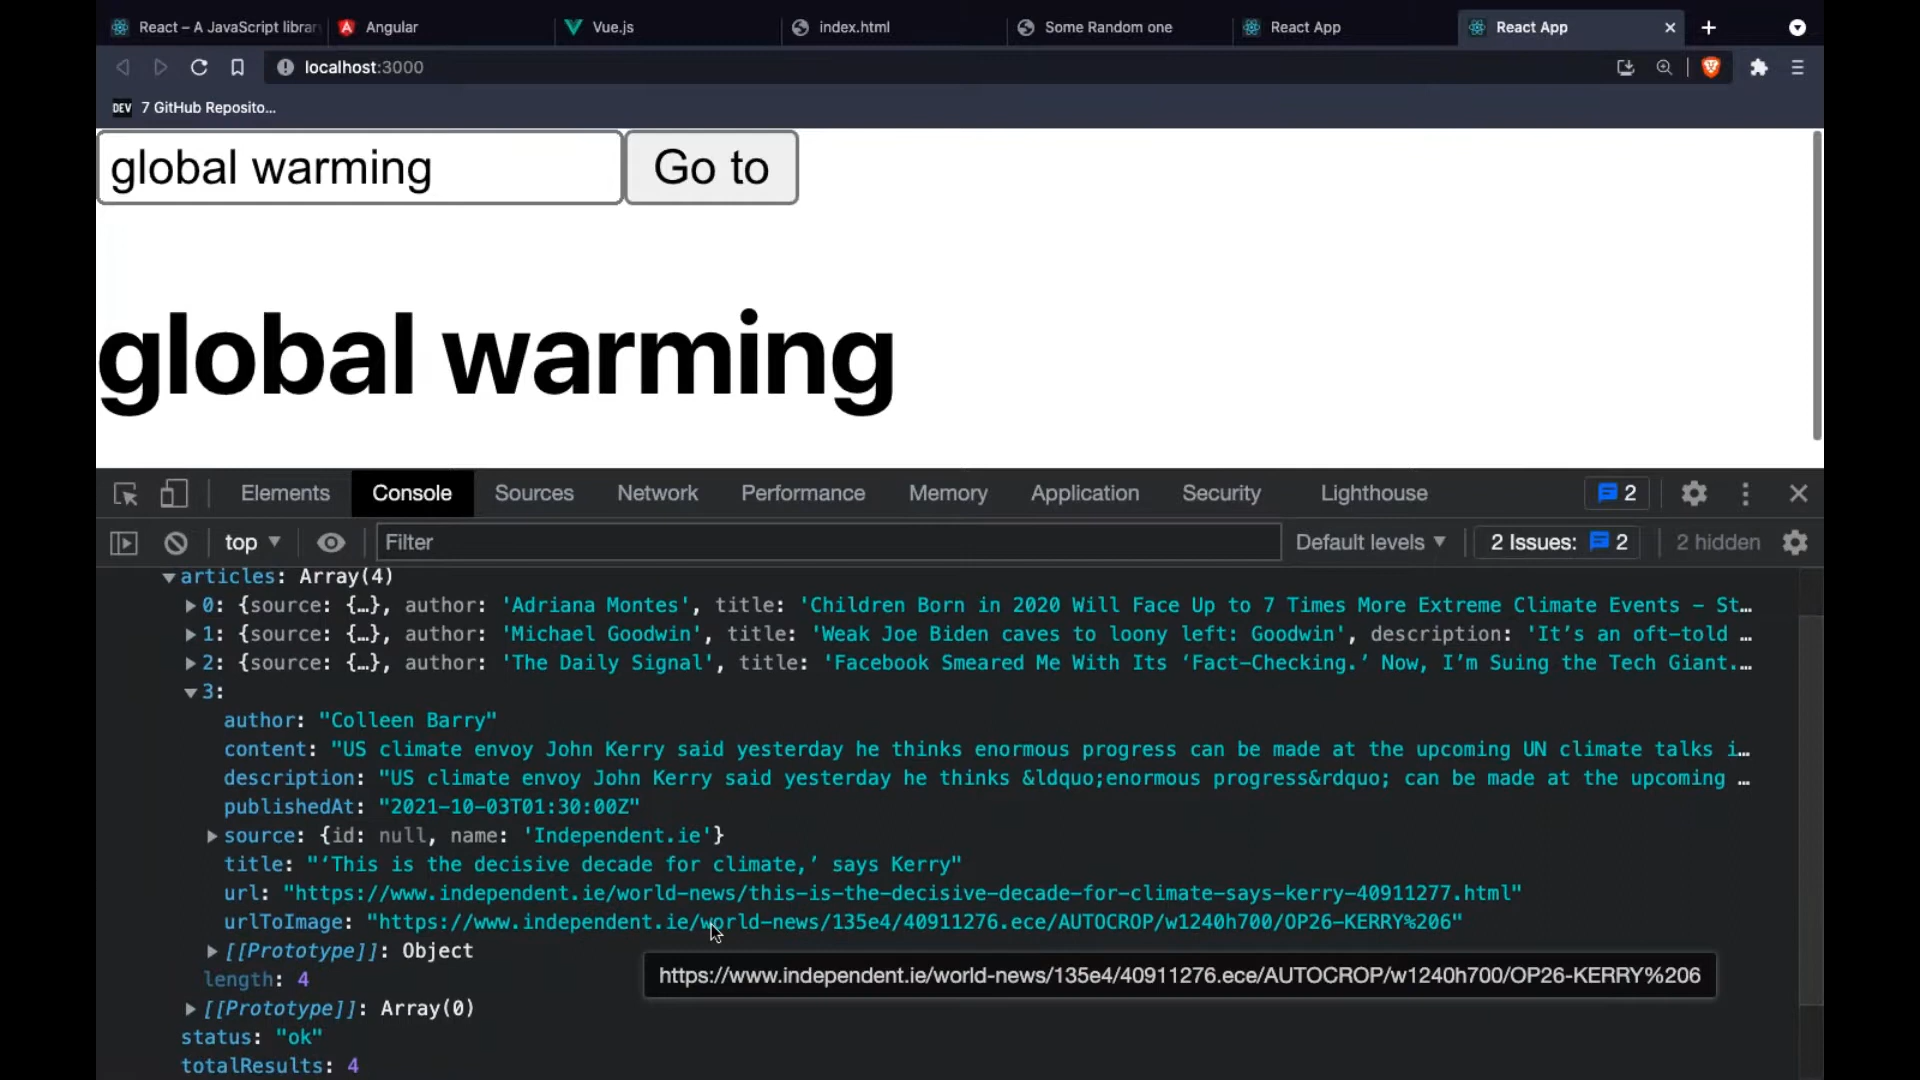 React – A JavaScript librar
Angular
Vue.js
index.html
Some Random one
React App
React App
localhost:3000
DEV 7 GitHub Reposito...
global warming
Go to
global warming
Elements Console Sources Network Performance Memory Application Security Lighthouse 2
top Filter Default levels 2 Issues: 2 2 hidden
articles: Array(4)
0: {source: {…}, author: 'Adriana Montes', title: 'Children Born in 2020 Will Face Up to 7 Times More Extreme Climate Events – St…
1: {source: {…}, author: 'Michael Goodwin', title: 'Weak Joe Biden caves to loony left: Goodwin', description: 'It’s an oft-told …
2: {source: {…}, author: 'The Daily Signal', title: 'Facebook Smeared Me With Its ‘Fact-Checking.’ Now, I’m Suing the Tech Giant.…
3:
author: "Colleen Barry"
content: "US climate envoy John Kerry said yesterday he thinks enormous progress can be made at the upcoming UN climate talks i…
description: "US climate envoy John Kerry said yesterday he thinks &ldquo;enormous progress&rdquo; can be made at the upcoming …
publishedAt: "2021-10-03T01:30:00Z"
source: {id: null, name: 'Independent.ie'}
title: "‘This is the decisive decade for climate,’ says Kerry"
url: "https://www.independent.ie/world-news/this-is-the-decisive-decade-for-climate-says-kerry-40911277.html"
urlToImage: "https://www.independent.ie/world-news/135e4/40911276.ece/AUTOCROP/w1240h700/OP26-KERRY%206"
[[Prototype]]: Object
https://www.independent.ie/world-news/135e4/40911276.ece/AUTOCROP/w1240h700/OP26-KERRY%206
length: 4
[[Prototype]]: Array(0)
status: "ok"
totalResults: 4